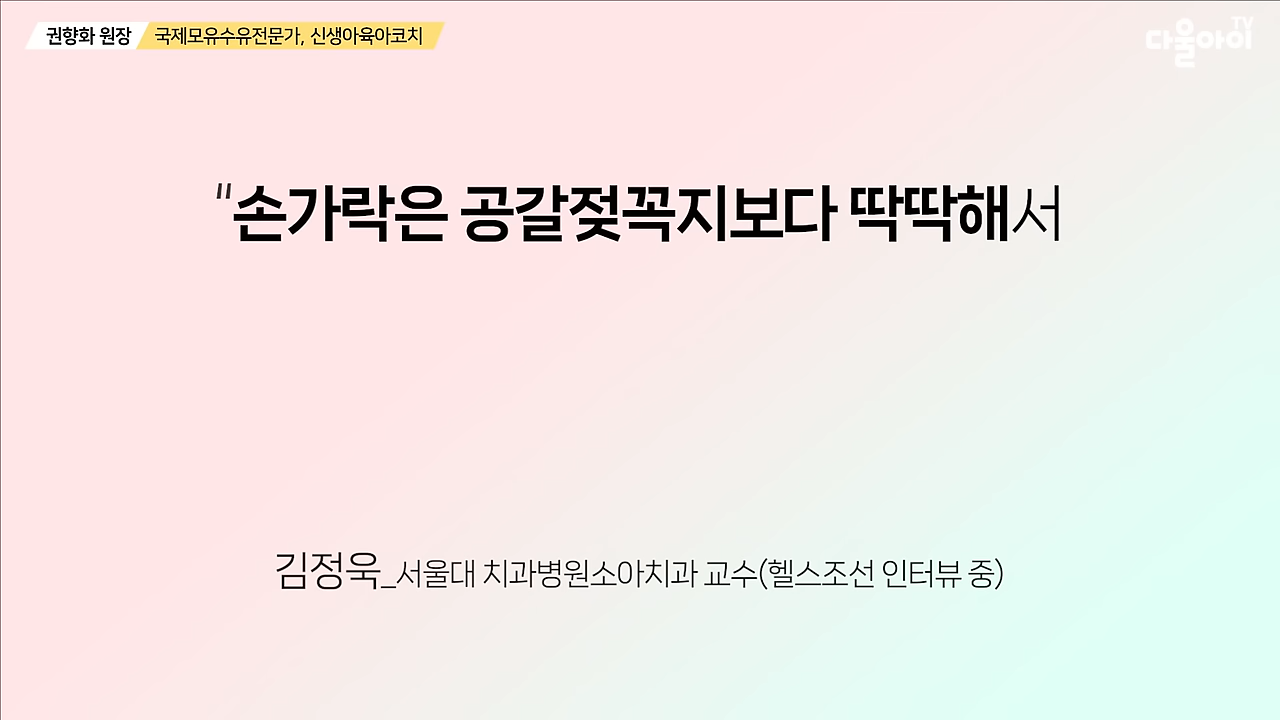 권향화 원장 국제모유수유전문가, 신생아육아코치
다울아이 TV
"손가락은 공갈젖꼭지보다 딱딱해서
김정욱_서울대 치과병원소아치과 교수(헬스조선 인터뷰 중)